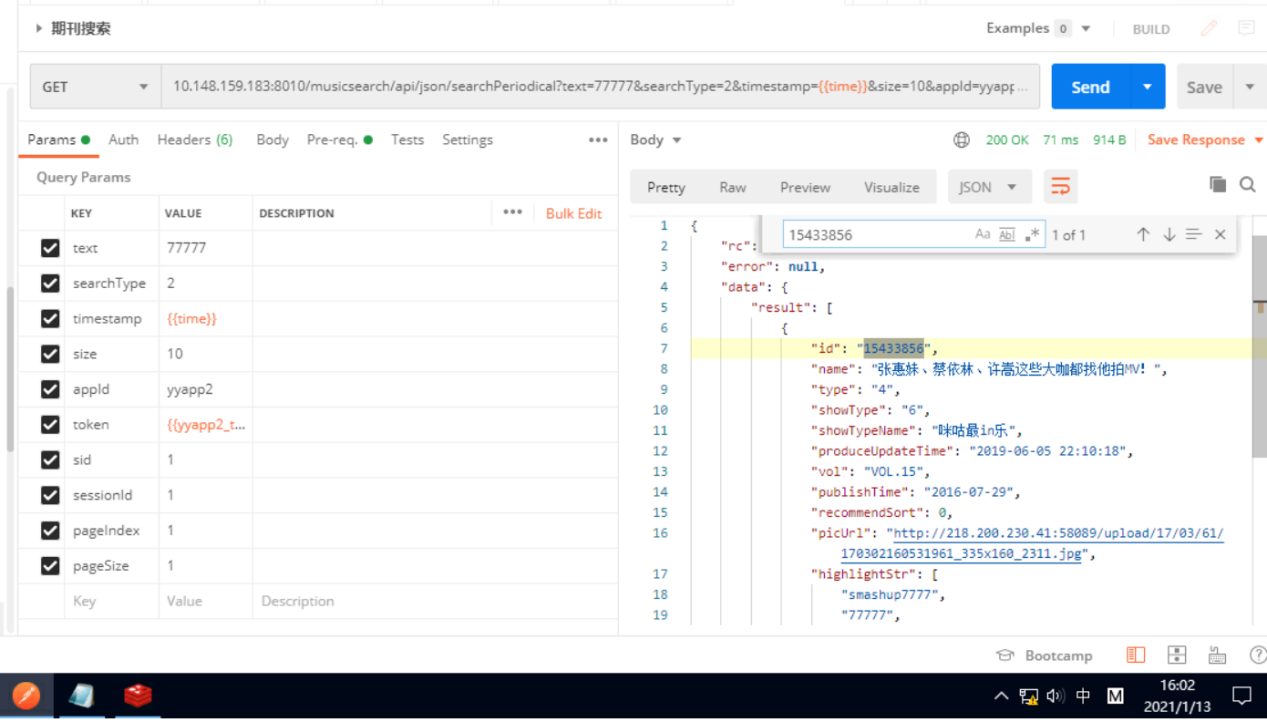 期刊搜索
Examples 0 BUILD
GET 10.148.159.183:8010/musicsearch/api/json/searchPeriodical?text=77777&searchType=2&timestamp={{time}}&size=10&appId=yyapp... Send Save
Params Auth Headers (6) Body Pre-req. Tests Settings •••
Query Params
KEY VALUE DESCRIPTION ••• Bulk Edit
text 77777
searchType 2
timestamp {{time}}
size 10
appId yyapp2
token {{yyapp2_t...
sid 1
sessionId 1
pageIndex 1
pageSize 1
Key Value Description
Body 200 OK 71 ms 914 B Save Response
Pretty Raw Preview Visualize JSON
15433856 Aa Abl .* 1 of 1
1 {
2 "rc":
3 "error": null,
4 "data": {
5 "result": [
6 {
7 "id": "15433856",
8 "name": "张惠妹、蔡依林、许嵩这些大咖都找他拍MV！",
9 "type": "4",
10 "showType": "6",
11 "showTypeName": "咪咕最in乐",
12 "produceUpdateTime": "2019-06-05 22:10:18",
13 "vol": "VOL.15",
14 "publishTime": "2016-07-29",
15 "recommendSort": 0,
16 "picUrl": "http://218.200.230.41:58089/upload/17/03/61/
170302160531961_335x160_2311.jpg",
17 "highlightStr": [
18 "smashup7777",
19 "77777",
Bootcamp
中 M 16:02
2021/1/13